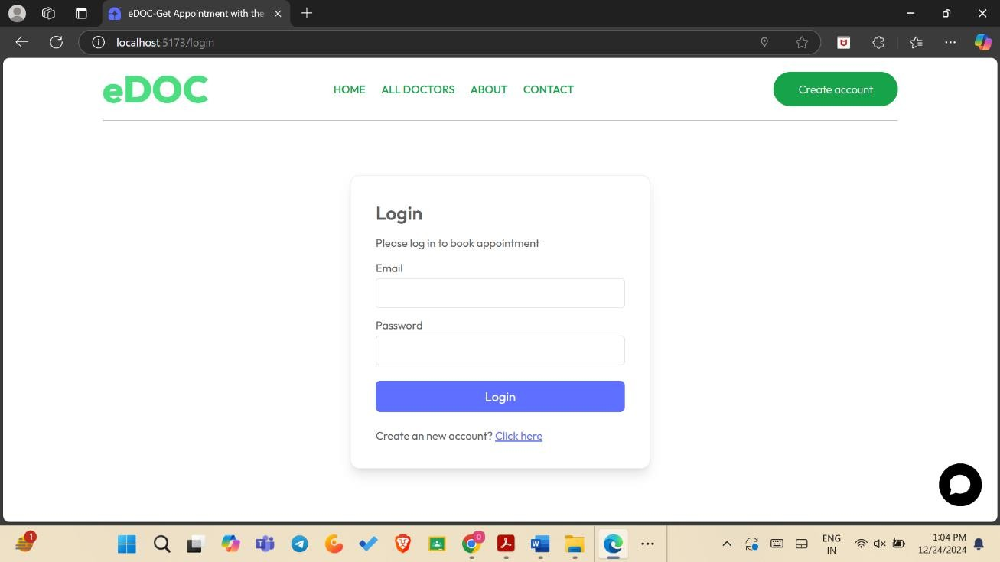 eDOC-Get Appointment with the
localhost:5173/login
eDOC
HOME
ALL DOCTORS
ABOUT
CONTACT
Create account
Login
Please log in to book appointment
Email
Password
Login
Create an new account? Click here
1
0
ENG
IN
1:04 PM
12/24/2024